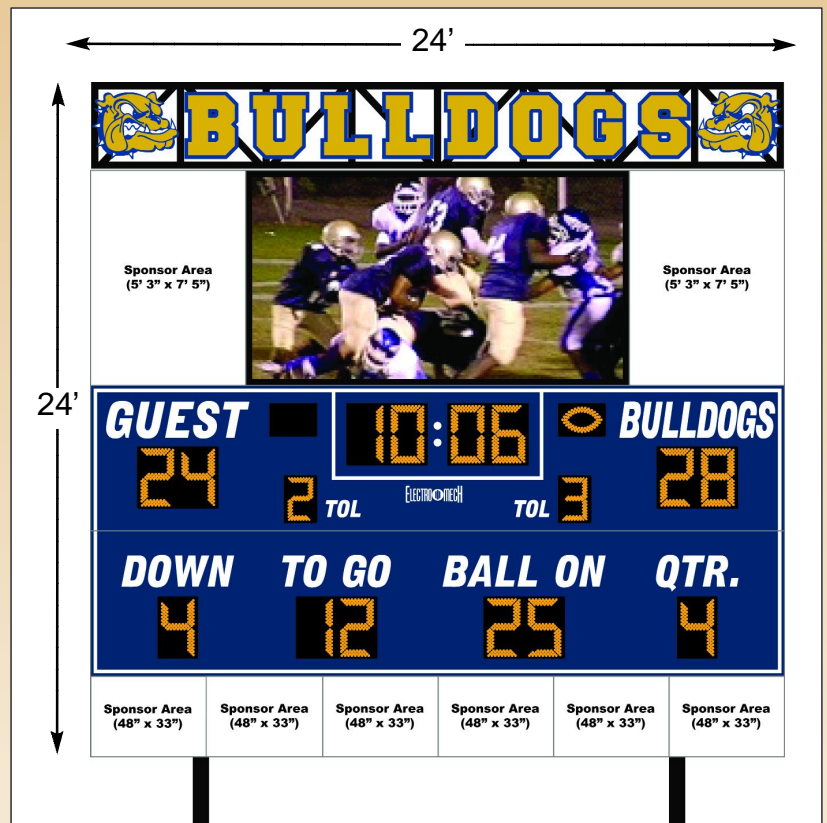 24’
BULLDOGS
Sponsor Area
(5’ 3” x 7’ 5”)
Sponsor Area
(5’ 3” x 7’ 5”)
24’
GUEST
10:06
BULLDOGS
24
28
2 TOL
ELECTRO-MECH
TOL 3
DOWN TO GO BALL ON QTR.
4 12 25 4
Sponsor Area
(48” x 33”)
Sponsor Area
(48” x 33”)
Sponsor Area
(48” x 33”)
Sponsor Area
(48” x 33”)
Sponsor Area
(48” x 33”)
Sponsor Area
(48” x 33”)